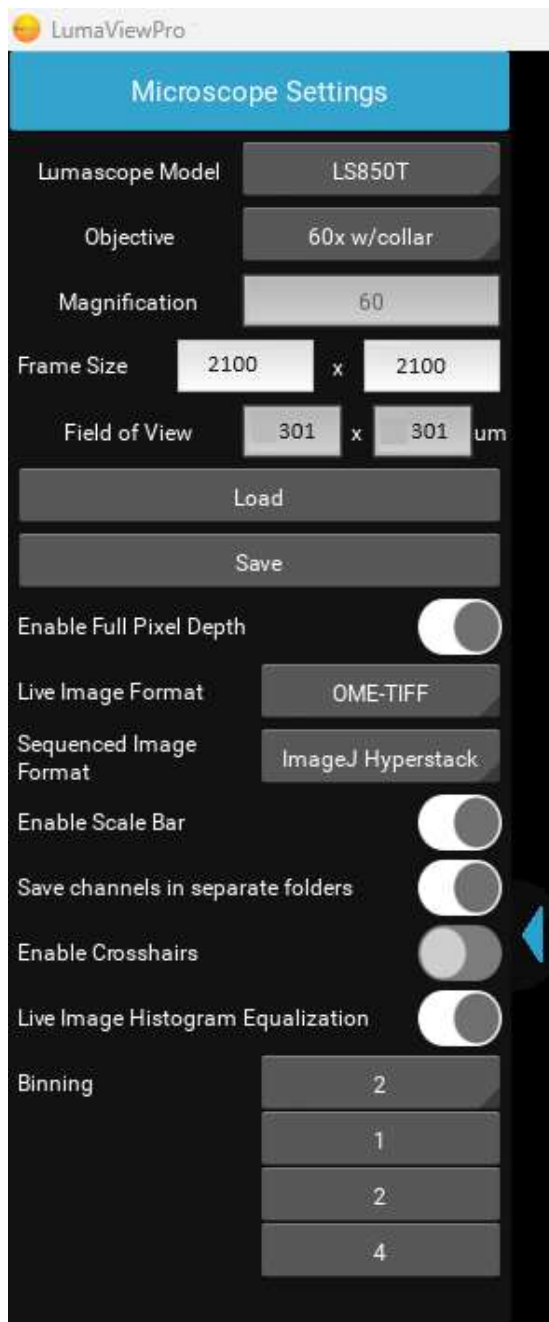 LumaViewPro
Microscope Settings
Lumascope Model LS850T
Objective 60x w/collar
Magnification 60
Frame Size 2100 x 2100
Field of View 301 x 301 um
Load
Save
Enable Full Pixel Depth
Live Image Format OME-TIFF
Sequenced Image
Format ImageJ Hyperstack
Enable Scale Bar
Save channels in separate folders
Enable Crosshairs
Live Image Histogram Equalization
Binning 2
1
2
4